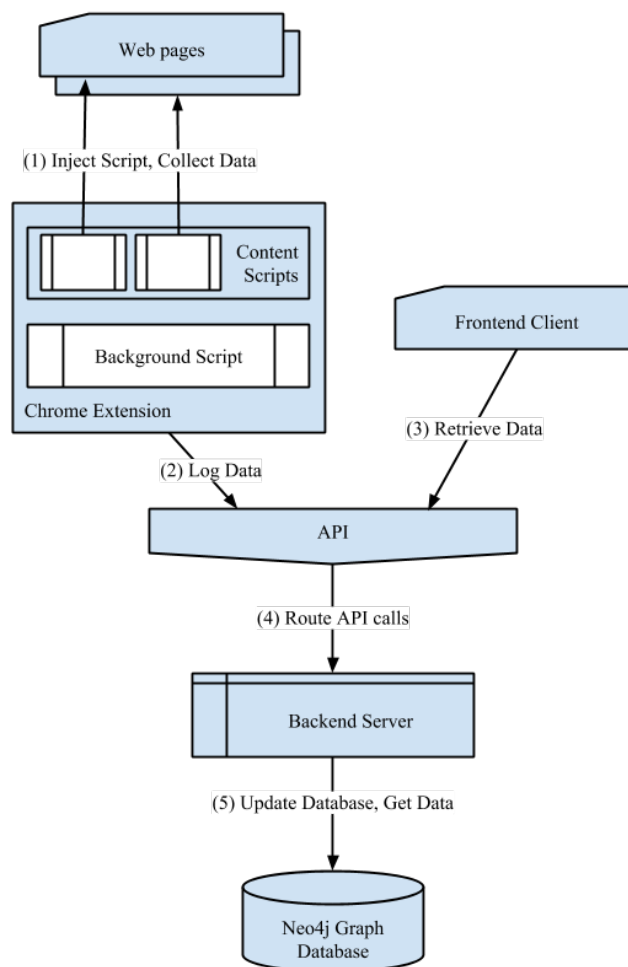 Web pages
(1) Inject Script, Collect Data
Content
Scripts
Background Script
Chrome Extension
Frontend Client
(3) Retrieve Data
(2) Log Data
API
(4) Route API calls
Backend Server
(5) Update Database, Get Data
Neo4j Graph
Database